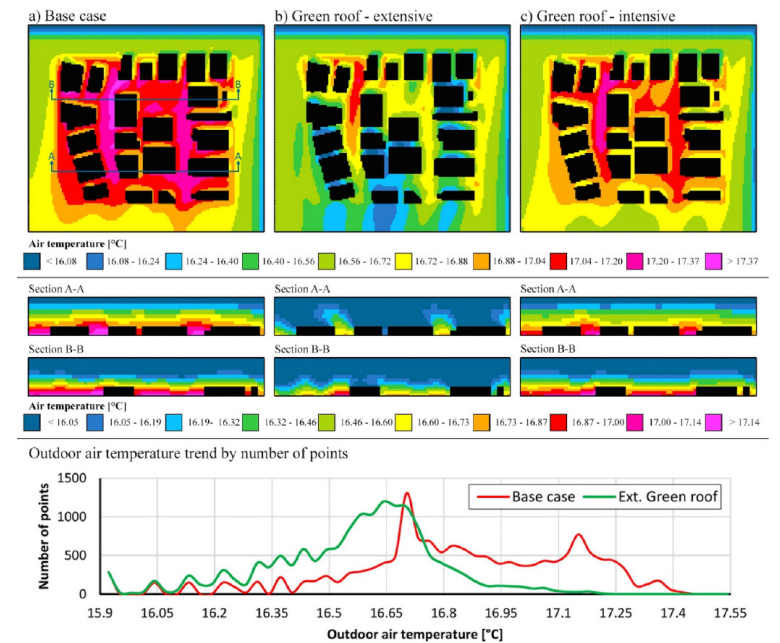 a) Base case b) Green roof - extensive c) Green roof - intensive
B B
A A
Air temperature [°C]
< 16.08 16.08 - 16.24 16.24 - 16.40 16.40 - 16.56 16.56 - 16.72 16.72 - 16.88 16.88 - 17.04 17.04 - 17.20 17.20 - 17.37 > 17.37
Section A-A Section A-A Section A-A
Section B-B Section B-B Section B-B
Air temperature [°C]
< 16.05 16.05 - 16.19 16.19- 16.32 16.32 - 16.46 16.46 - 16.60 16.60 - 16.73 16.73 - 16.87 16.87 - 17.00 17.00 - 17.14 > 17.14
Outdoor air temperature trend by number of points
Number of points
1500
1000
500
0
Base case Ext. Green roof
15.9 16.05 16.2 16.35 16.5 16.65 16.8 16.95 17.1 17.25 17.4 17.55
Outdoor air temperature [°C]